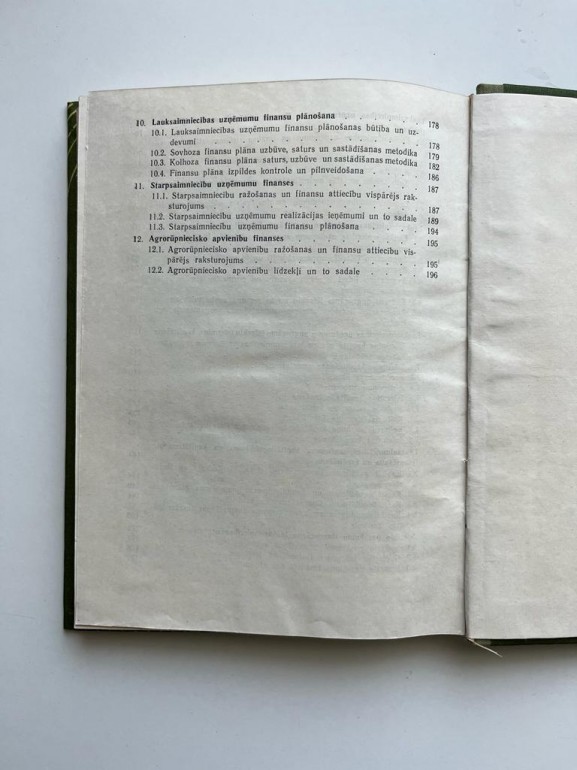 10. Lauksaimniecības uzņēmumu finansu plānošana . . . . . . 178
10.1. Lauksaimniecības uzņēmumu finansu plānošanas būtība un uz-
devumi . . . . . . . . . . . . 178
10.2. Sovhoza finansu plāna uzbūve, saturs un sastādīšanas metodika 179
10.3. Kolhoza finansu plāna saturs, uzbūve un sastādīšanas metodika 182
10.4. Finansu plāna izpildes kontrole un pilnveidošana . . . . 186
11. Starpsaimniecību uzņēmumu finanses . . . . . . . . 187
11.1. Starpsaimniecību ražošanas un finansu attiecību vispārējs rak-
sturojums . . . . . . . . . . . . 187
11.2. Starpsaimniecību uzņēmumu realizācijas ieņēmumi un to sadale 189
11.3. Starpsaimniecību uzņēmumu finansu plānošana . . . . 194
12. Agrorūpniecisko apvienību finanses . . . . . . . . 195
12.1. Agrorūpniecisko apvienību ražošanas un finansu attiecību vis-
pārējs raksturojums . . . . . . . . . . 195
12.2. Agrorūpniecisko apvienību līdzekļi un to sadale . . . . 196